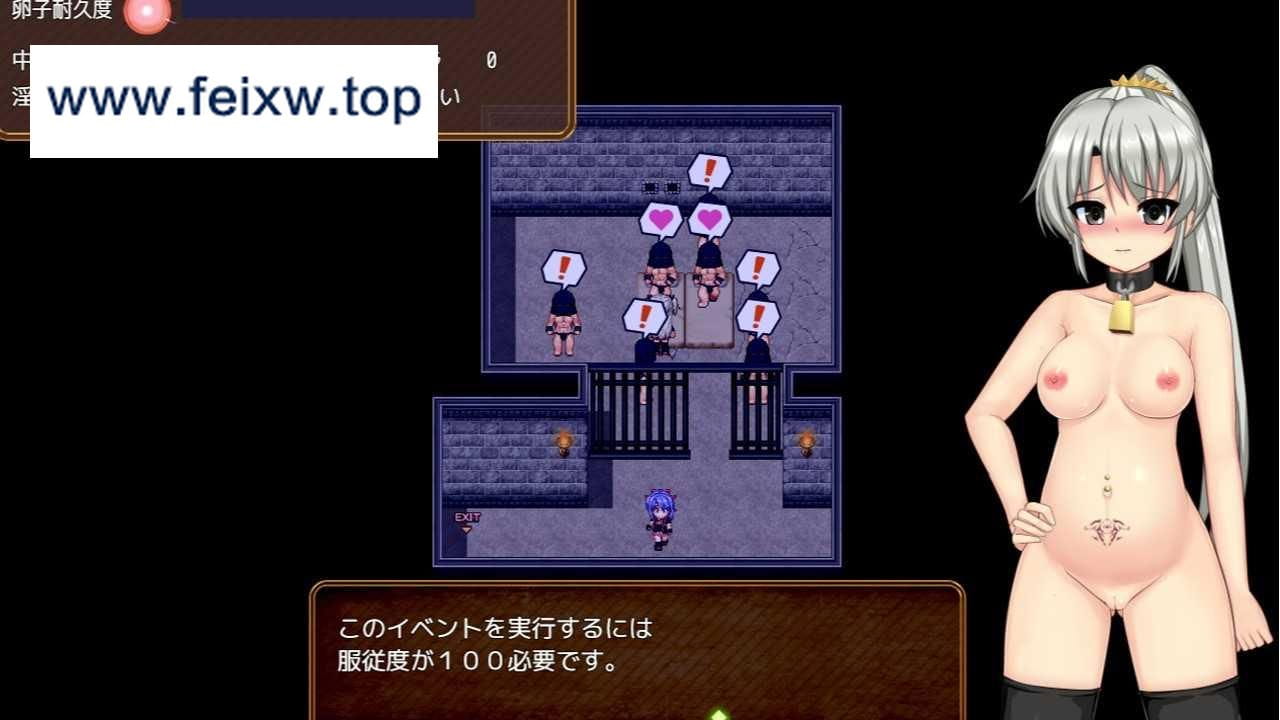 卵子耐久度
中
0
淫
い
www.feixw.top
EXIT
このイベントを実行するには
服従度が１００必要です。